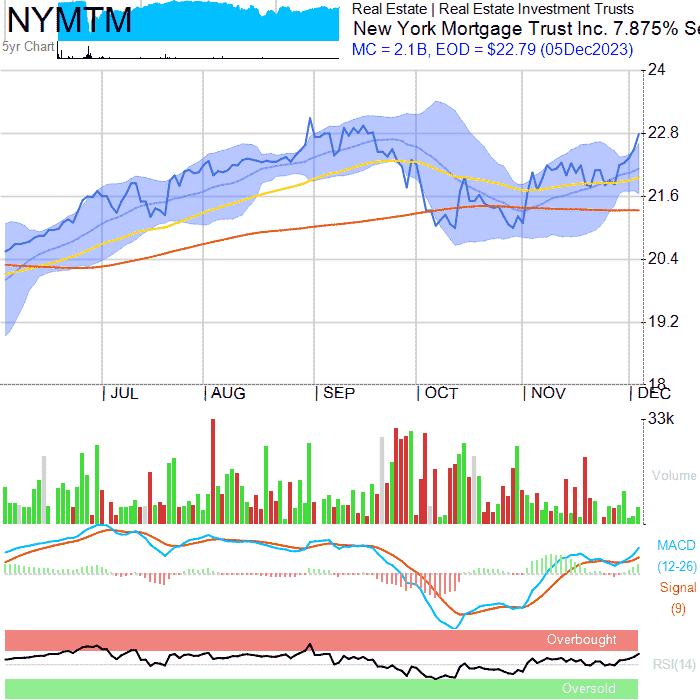 NYMTM
Real Estate | Real Estate Investment Trusts
New York Mortgage Trust Inc. 7.875% Se
MC = 2.1B, EOD = $22.79 (05Dec2023)
5yr Chart
24
22.8
21.6
20.4
19.2
18
JUL
AUG
SEP
OCT
NOV
DEC
33k
Volume
MACD
(12-26)
Signal
(9)
Overbought
RSI(14)
Oversold